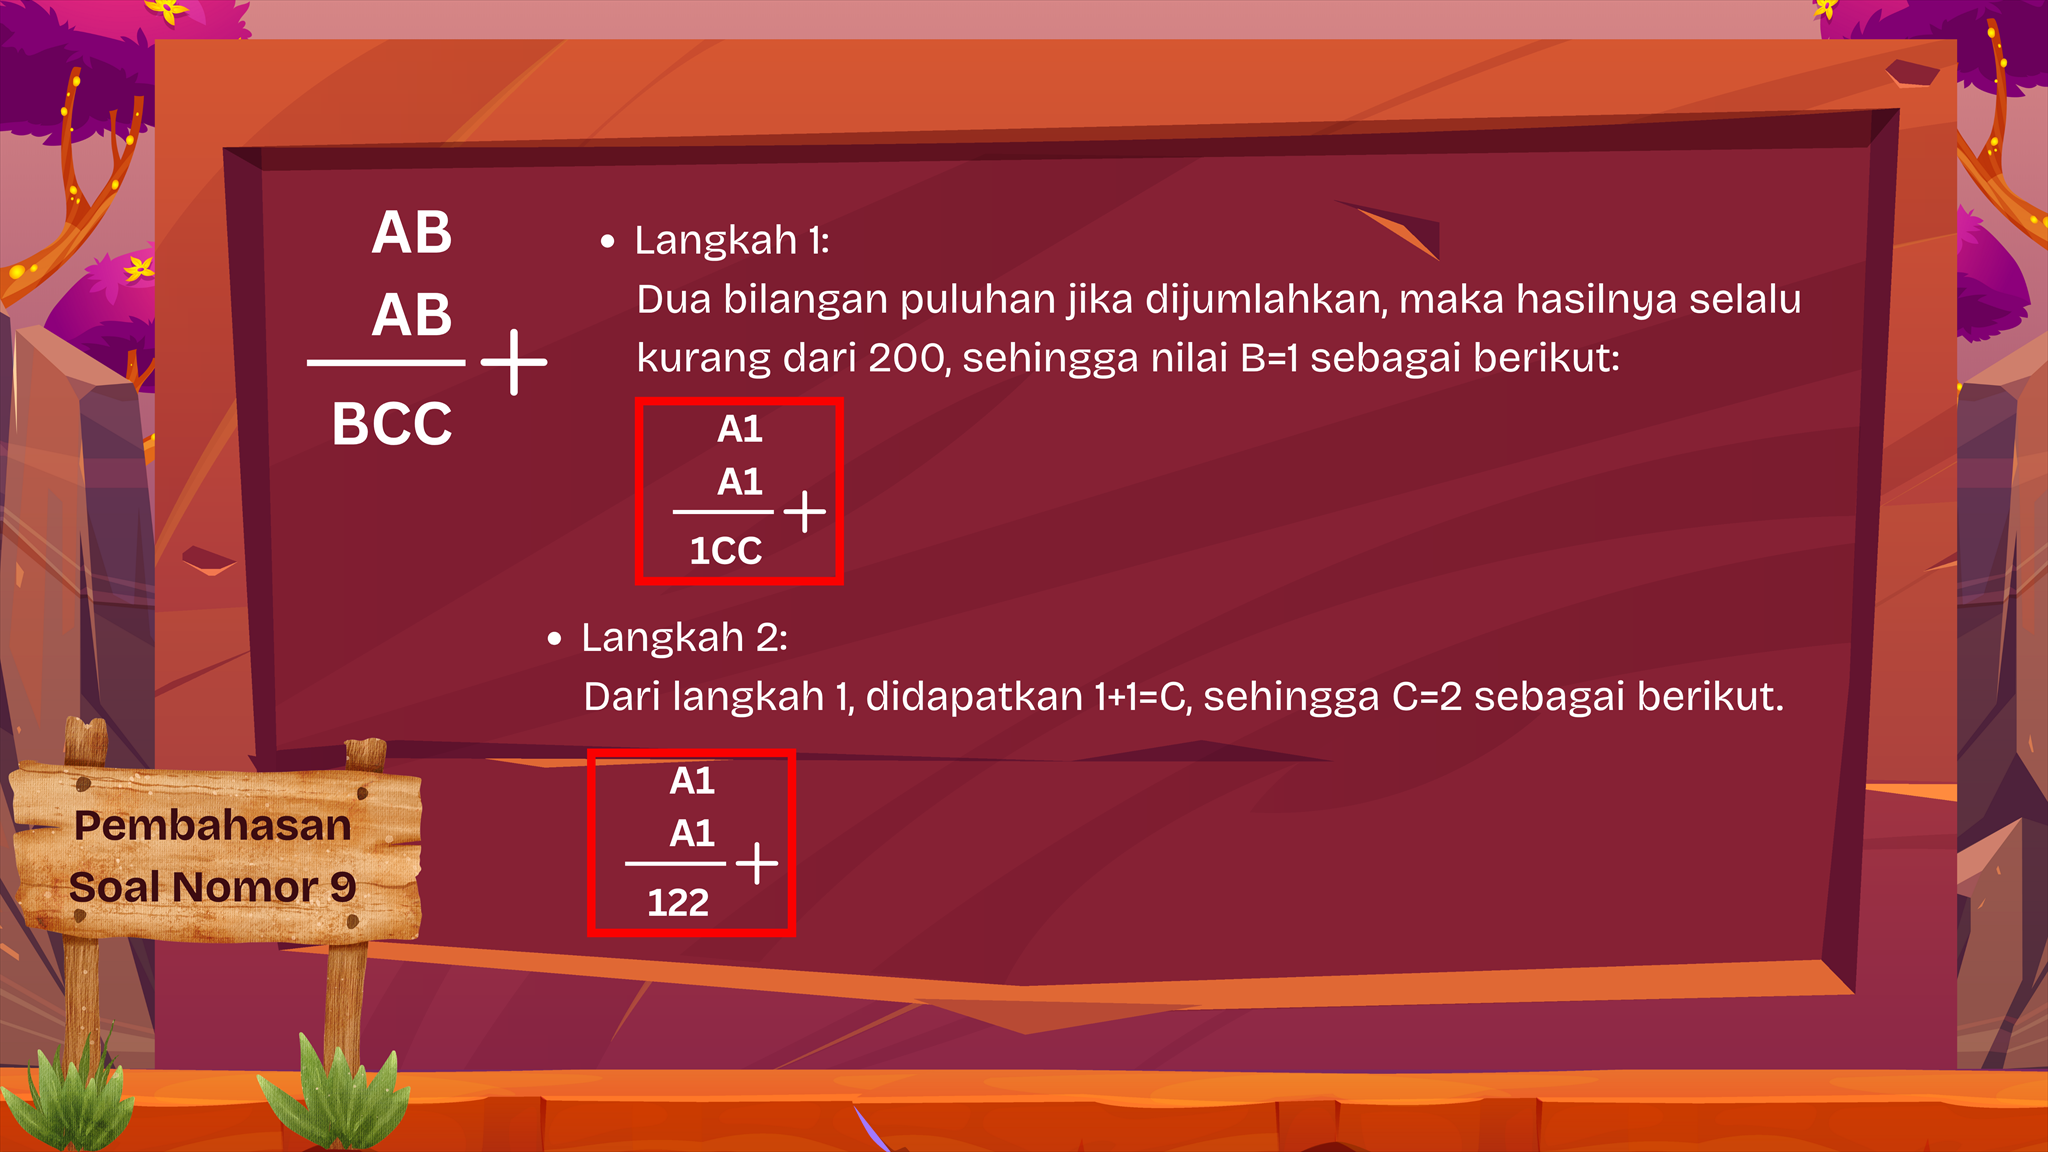 AB
AB
+
BCC
• Langkah 1:
Dua bilangan puluhan jika dijumlahkan, maka hasilnya selalu
kurang dari 200, sehingga nilai B=1 sebagai berikut:
A1
A1
+
1CC
• Langkah 2:
Dari langkah 1, didapatkan 1+1=C, sehingga C=2 sebagai berikut.
A1
A1
+
122
Pembahasan
Soal Nomor 9